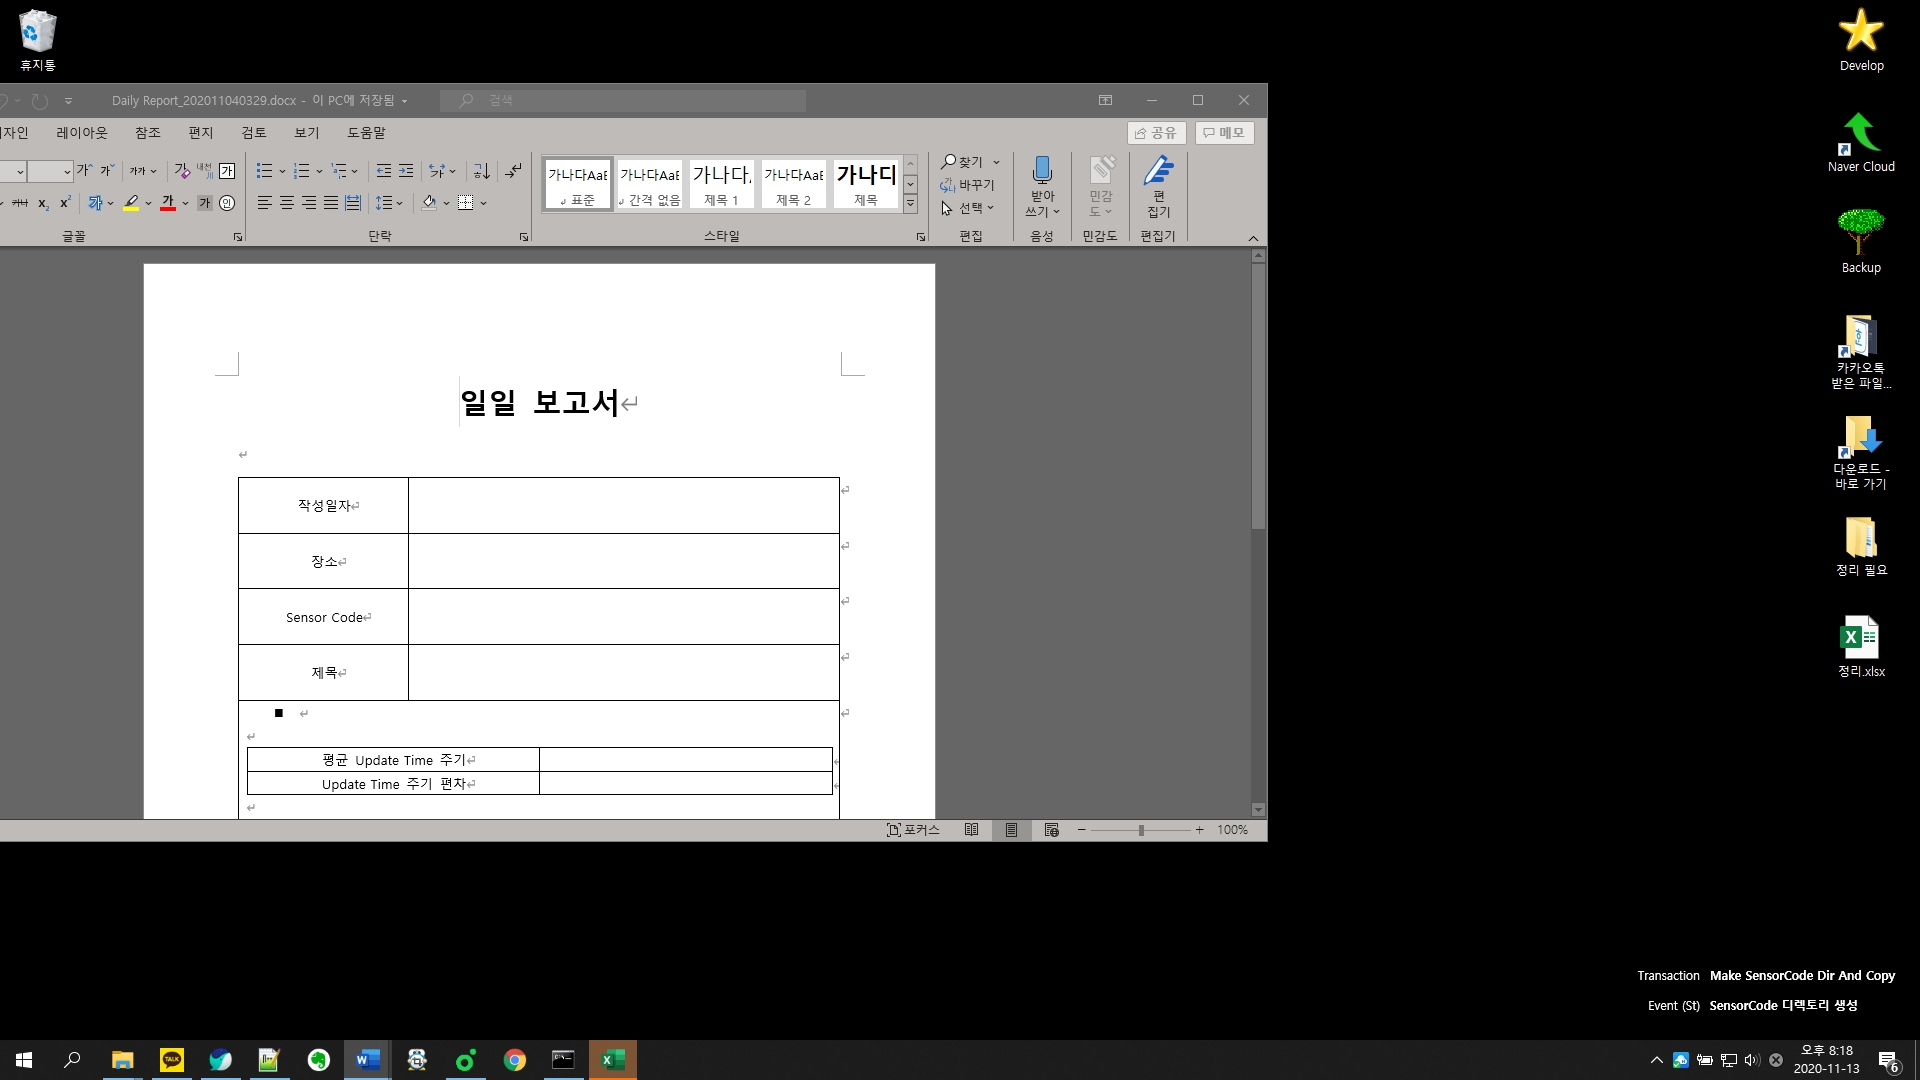 휴지통
Develop
Naver Cloud
Backup
카카오톡
받은 파일...
다운로드 -
바로 가기
정리 필요
정리.xlsx
Daily Report_202011040329.docx - 이 PC에 저장됨
검색
자인 레이아웃 참조 편지 검토 보기 도움말
공유 메모
가나다AaE 가나다AaE 가나다, 가나다AaE 가나디
표준 간격 없음 제목 1 제목 2 제목
찾기
바꾸기
선택
받아
쓰기
민감
도
편
집기
글꼴 단락 스타일 편집 음성 민감도 편집기
일일 보고서
작성일자
장소
Sensor Code
제목
평균 Update Time 주기
Update Time 주기 편차
포커스 100%
Transaction Make SensorCode Dir And Copy
Event (St) SensorCode 디렉토리 생성
TALK
오후 8:18
2020-11-13
6